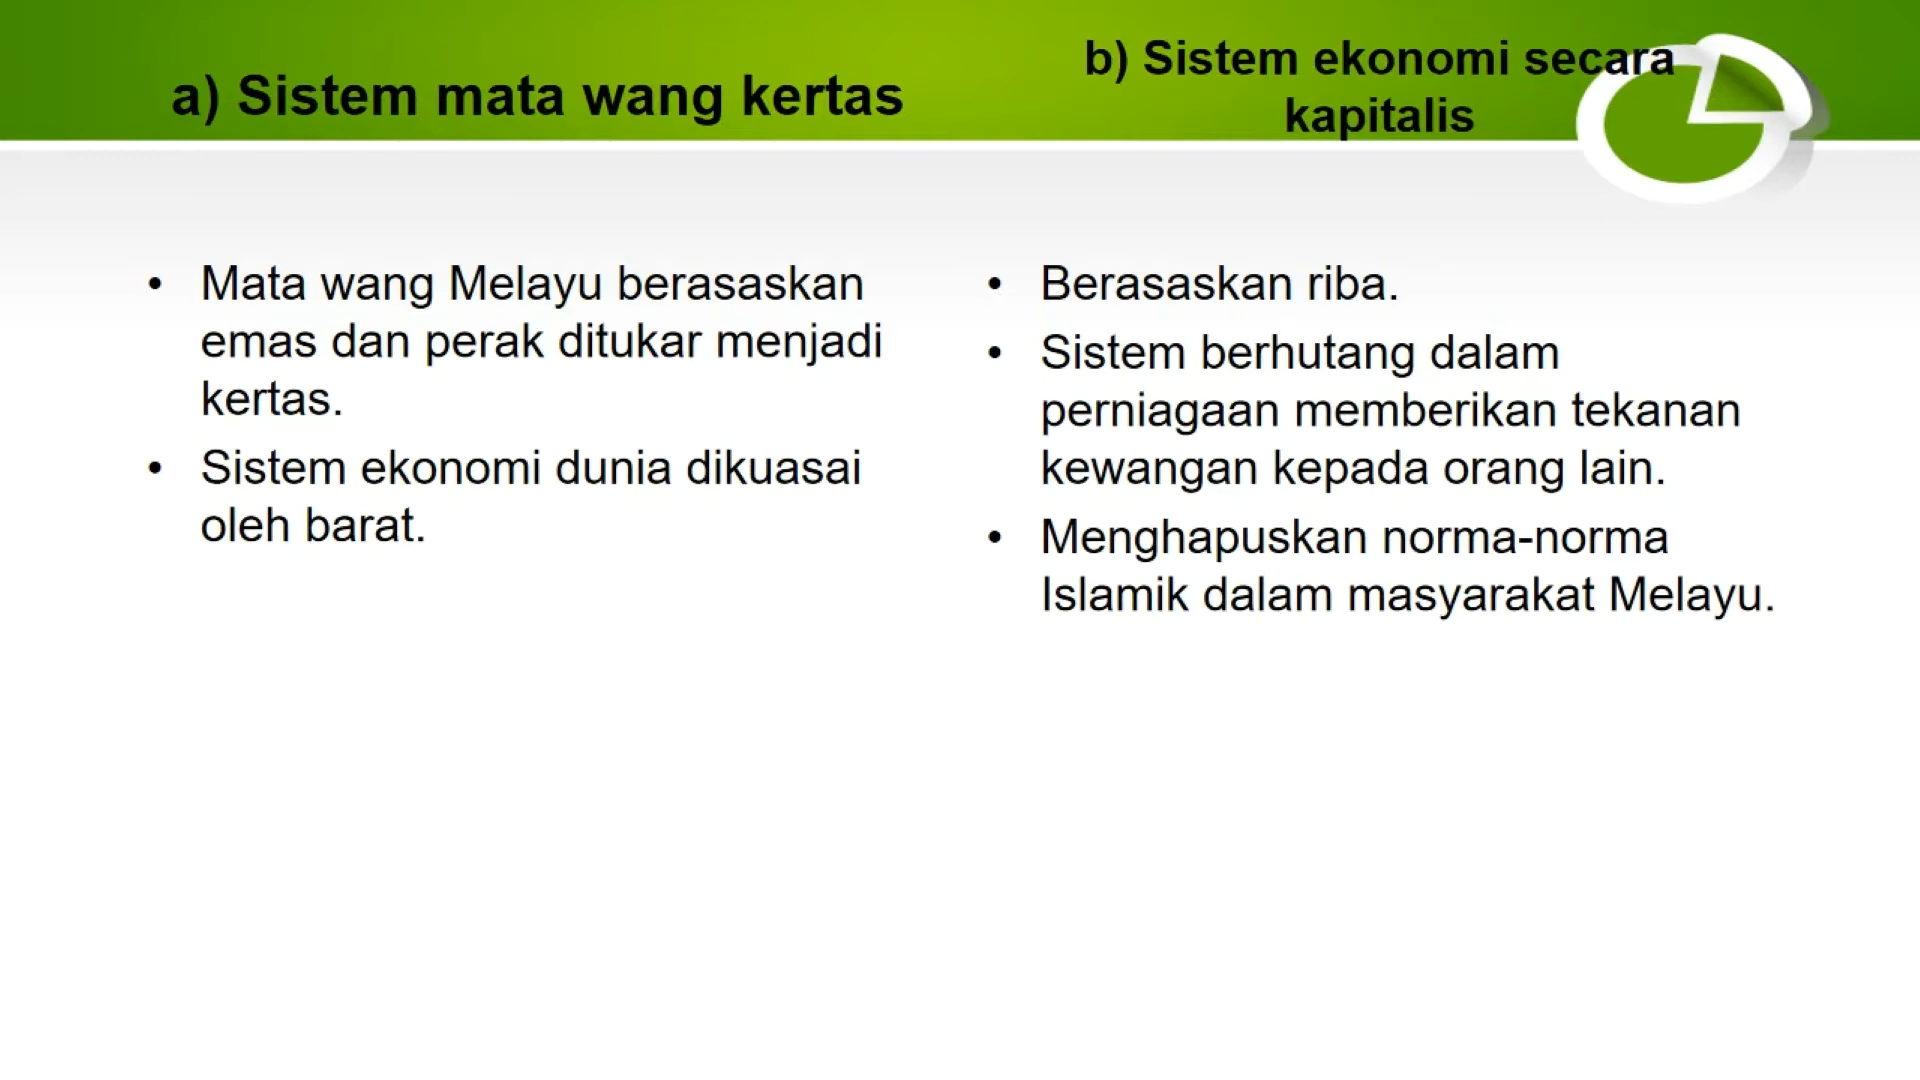 a) Sistem mata wang kertas
• Mata wang Melayu berasaskan
emas dan perak ditukar menjadi
kertas.
• Sistem ekonomi dunia dikuasai
oleh barat.
b) Sistem ekonomi secara
kapitalis
• Berasaskan riba.
• Sistem berhutang dalam
perniagaan memberikan tekanan
kewangan kepada orang lain.
• Menghapuskan norma-norma
Islamik dalam masyarakat Melayu.